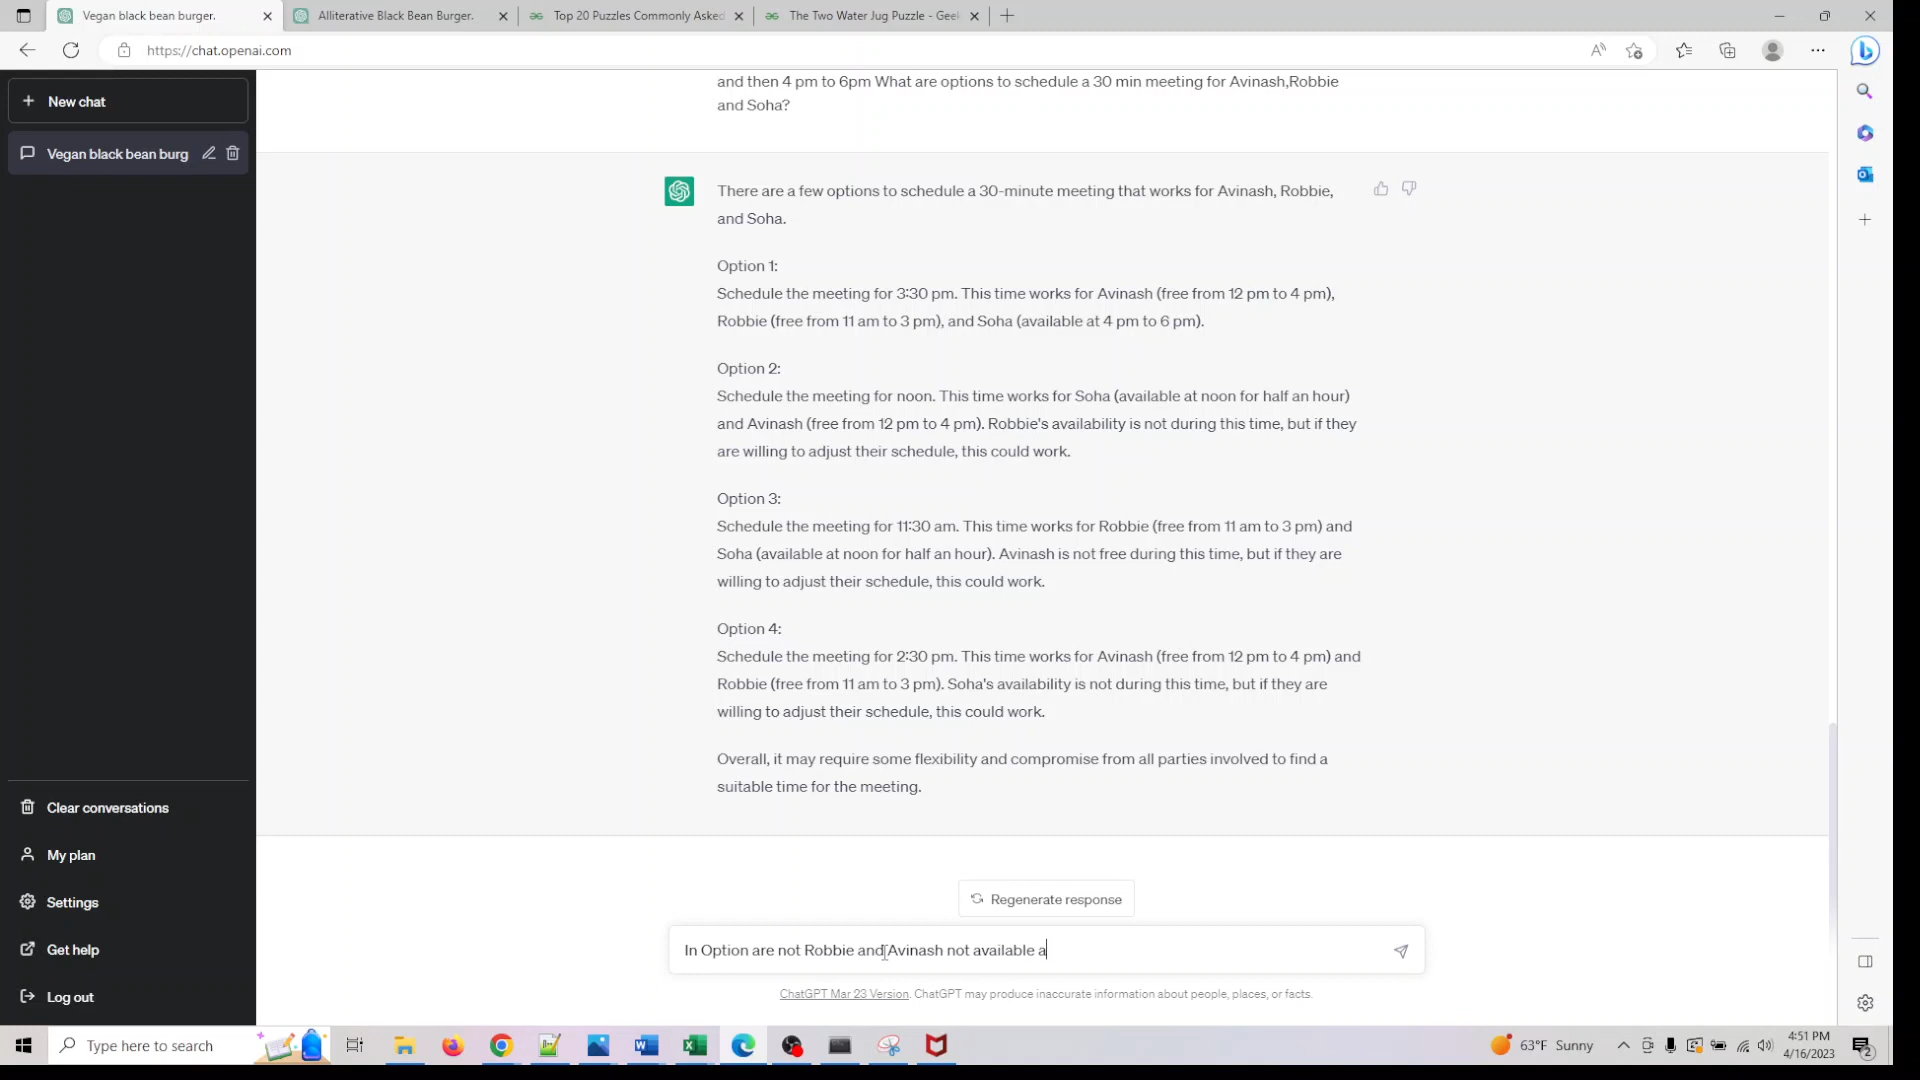 Vegan black bean burger.
Alliterative Black Bean Burger.
Top 20 Puzzles Commonly Asked
The Two Water Jug Puzzle - Geek
https://chat.openai.com
New chat
Vegan black bean burg
and then 4 pm to 6pm What are options to schedule a 30 min meeting for Avinash,Robbie
and Soha?
There are a few options to schedule a 30-minute meeting that works for Avinash, Robbie,
and Soha.
Option 1:
Schedule the meeting for 3:30 pm. This time works for Avinash (free from 12 pm to 4 pm),
Robbie (free from 11 am to 3 pm), and Soha (available at 4 pm to 6 pm).
Option 2:
Schedule the meeting for noon. This time works for Soha (available at noon for half an hour)
and Avinash (free from 12 pm to 4 pm). Robbie's availability is not during this time, but if they
are willing to adjust their schedule, this could work.
Option 3:
Schedule the meeting for 11:30 am. This time works for Robbie (free from 11 am to 3 pm) and
Soha (available at noon for half an hour). Avinash is not free during this time, but if they are
willing to adjust their schedule, this could work.
Option 4:
Schedule the meeting for 2:30 pm. This time works for Avinash (free from 12 pm to 4 pm) and
Robbie (free from 11 am to 3 pm). Soha's availability is not during this time, but if they are
willing to adjust their schedule, this could work.
Overall, it may require some flexibility and compromise from all parties involved to find a
suitable time for the meeting.
Clear conversations
My plan
Settings
Get help
Log out
Regenerate response
In Option are not Robbie and Avinash not available a
ChatGPT Mar 23 Version. ChatGPT may produce inaccurate information about people, places, or facts.
Type here to search
63°F Sunny
4:51 PM
4/16/2023
2